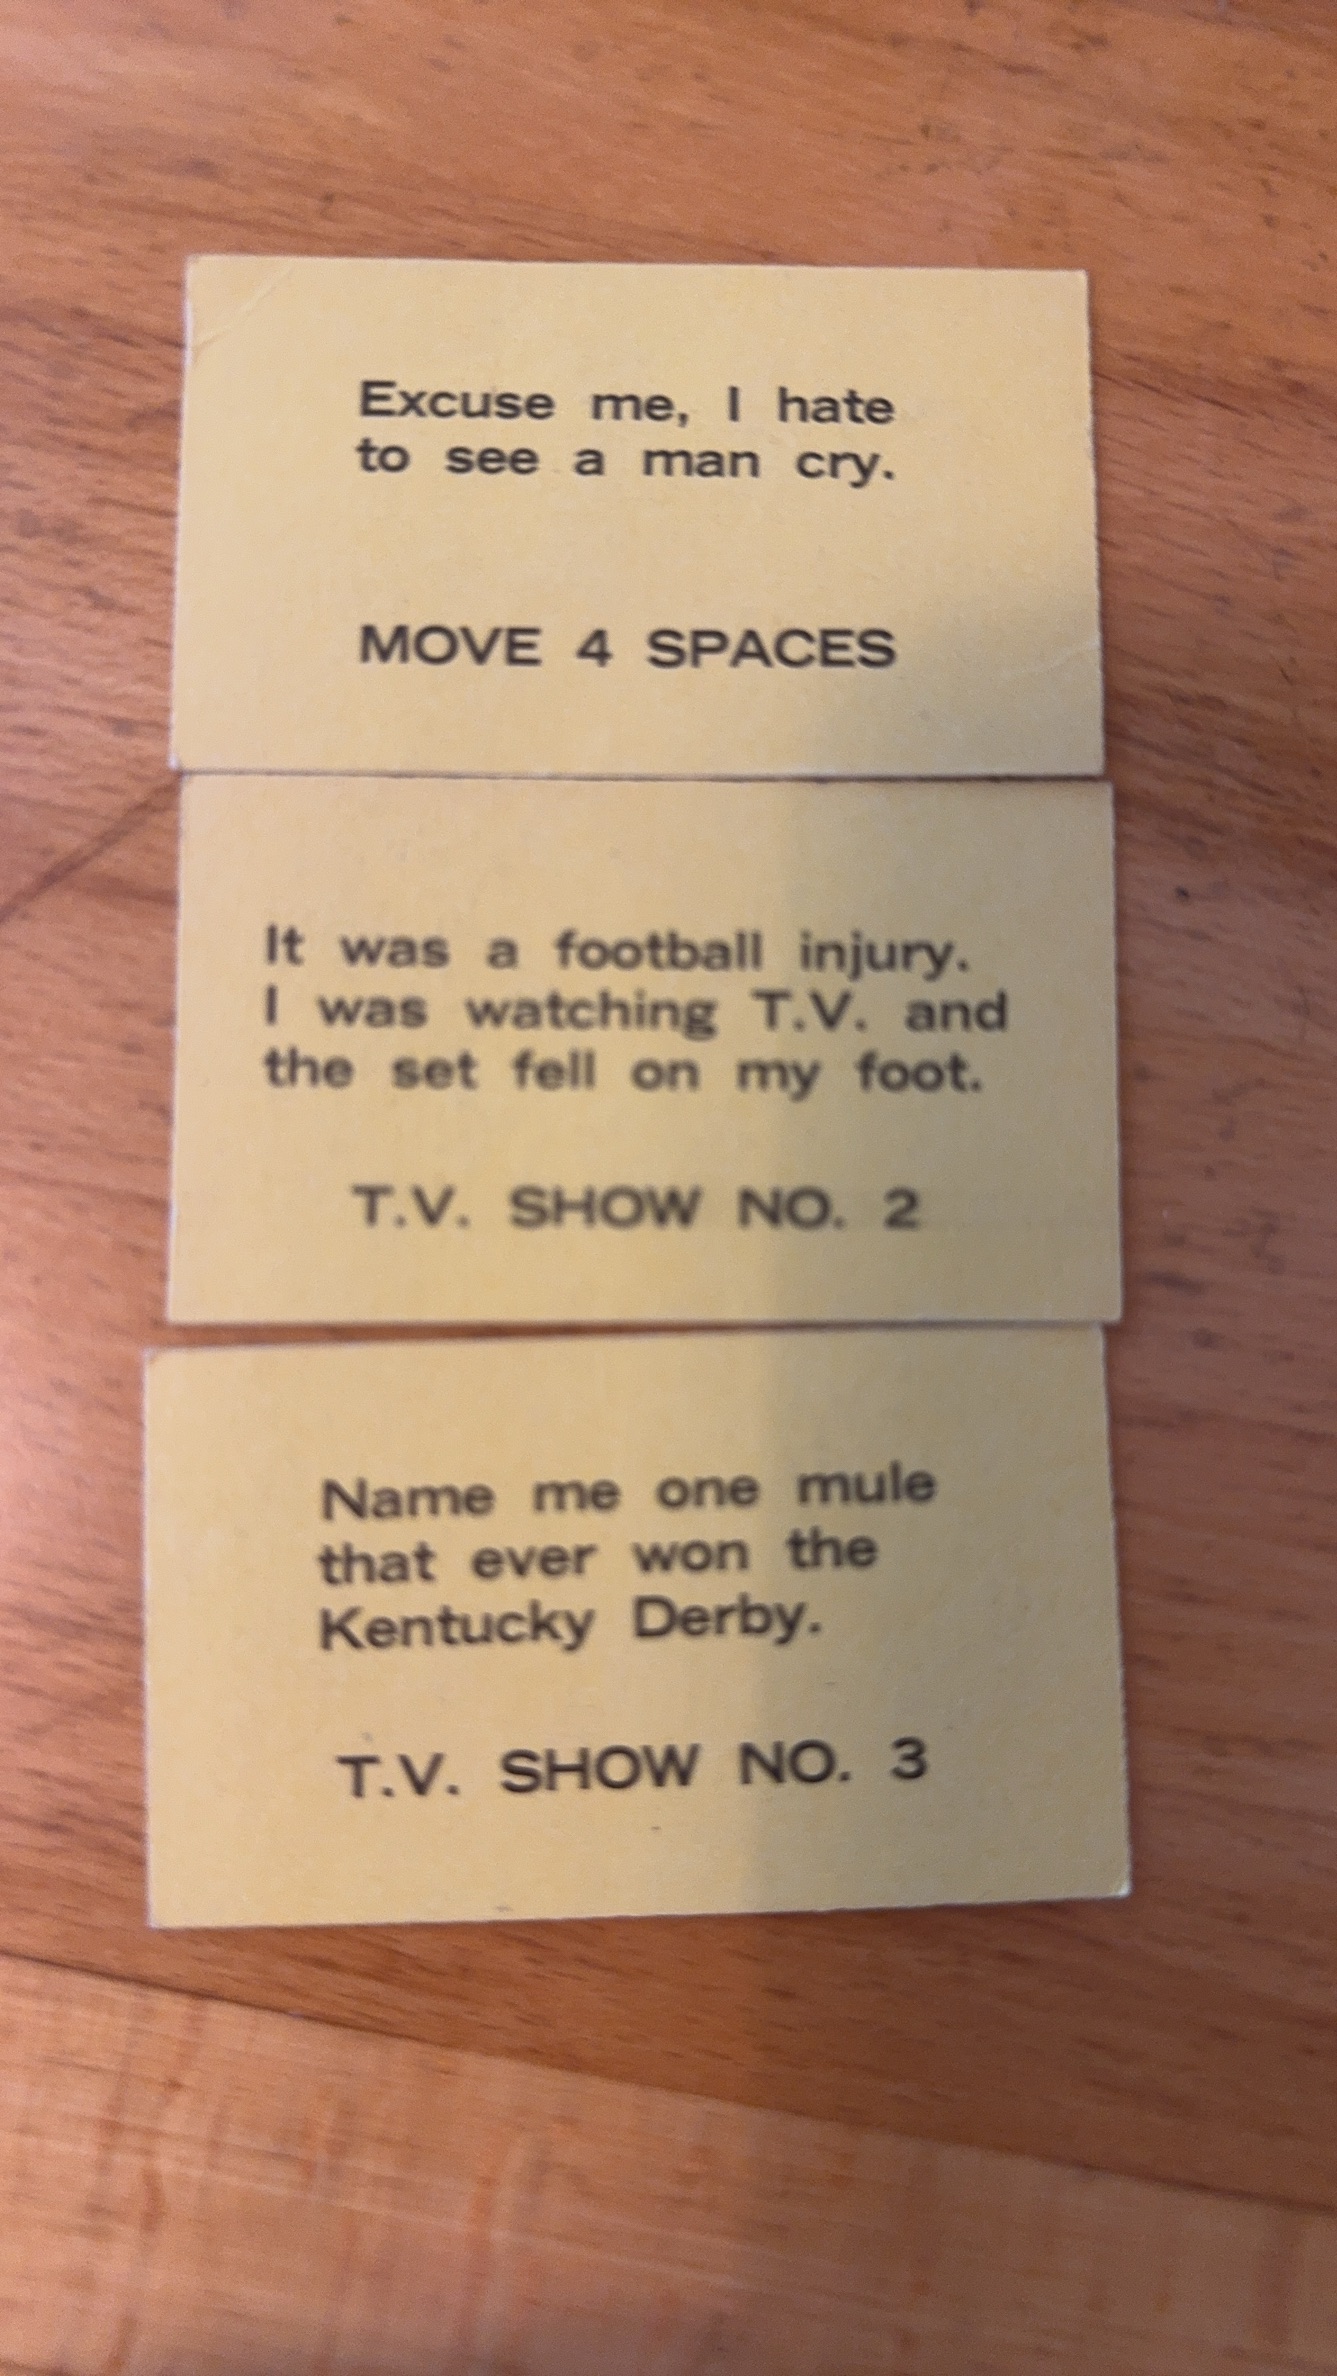 Excuse me, I hate
to see a man cry.
MOVE 4 SPACES
It was a football injury.
I was watching T.V. and
the set fell on my foot.
T.V. SHOW NO. 2
Name me one mule
that ever won the
Kentucky Derby.
T.V. SHOW NO. 3